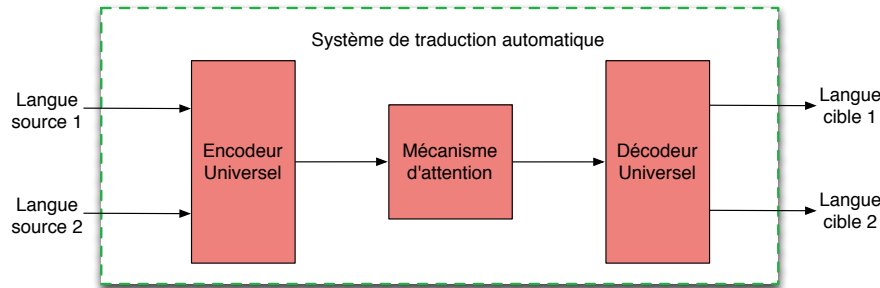 Système de traduction automatique
Langue
source 1
Langue
source 2
Encodeur
Universel
Mécanisme
d'attention
Décodeur
Universel
Langue
cible 1
Langue
cible 2